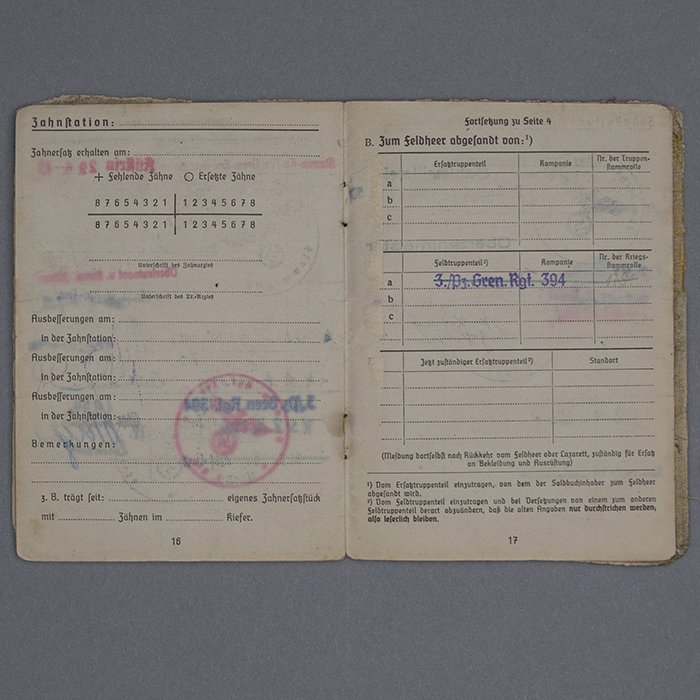 Zahnstation:
Zahnersatz erhalten am:
+ Fehlende Zähne O Ersetzte Zähne
8 7 6 5 4 3 2 1 | 1 2 3 4 5 6 7 8
8 7 6 5 4 3 2 1 | 1 2 3 4 5 6 7 8
Unterschrift des Zahnarztes
Unterschrift des Tr.-Arztes
Ausbesserungen am:
in der Zahnstation:
Ausbesserungen am:
in der Zahnstation:
Ausbesserungen am:
in der Zahnstation:
Bemerkungen:
z. B. trägt seit: eigenes Zahnersatzstück
mit Zähnen im Kiefer.
16
Fortsetzung zu Seite 4
B. Zum Feldheer abgesandt von:¹)
Ersatztruppenteil Kompanie Nr. der Truppen-
stammrolle
a
b
c
Feldtruppenteil²) Kompanie Nr. der Kriegs-
stammrolle
a 3./Pz. Gren. Rgt. 394
b
c
Jetzt zuständiger Ersatztruppenteil²) Standort
(Meldung dortselbst nach Rückkehr vom Feldheer oder Lazarett, zuständig für Ersatz
an Bekleidung und Ausrüstung)
¹) Vom Ersatztruppenteil einzutragen, von dem der Soldbuchinhaber zum Feldheer
abgesandt wird.
²) Vom Feldtruppenteil einzutragen und bei Versetzungen von einem zum anderen
Feldtruppenteil derart abzuändern, daß die alten Angaben nur durchstrichen werden,
also leserlich bleiben.
17